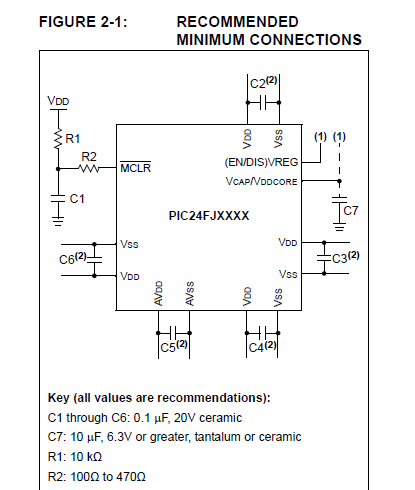 FIGURE 2-1: RECOMMENDED
MINIMUM CONNECTIONS
C2(2)
VDD
R1
R2
C1
MCLR
VDD
VSS
(1) (1)
(EN/DIS)VREG
VCAP/VDDCORE
C7
PIC24FJXXXX
VSS
C6(2)
VDD
VDD
C3(2)
VSS
AVDD
AVSS
VDD
VSS
C5(2)
C4(2)
Key (all values are recommendations):
C1 through C6: 0.1 μF, 20V ceramic
C7: 10 μF, 6.3V or greater, tantalum or ceramic
R1: 10 kΩ
R2: 100Ω to 470Ω